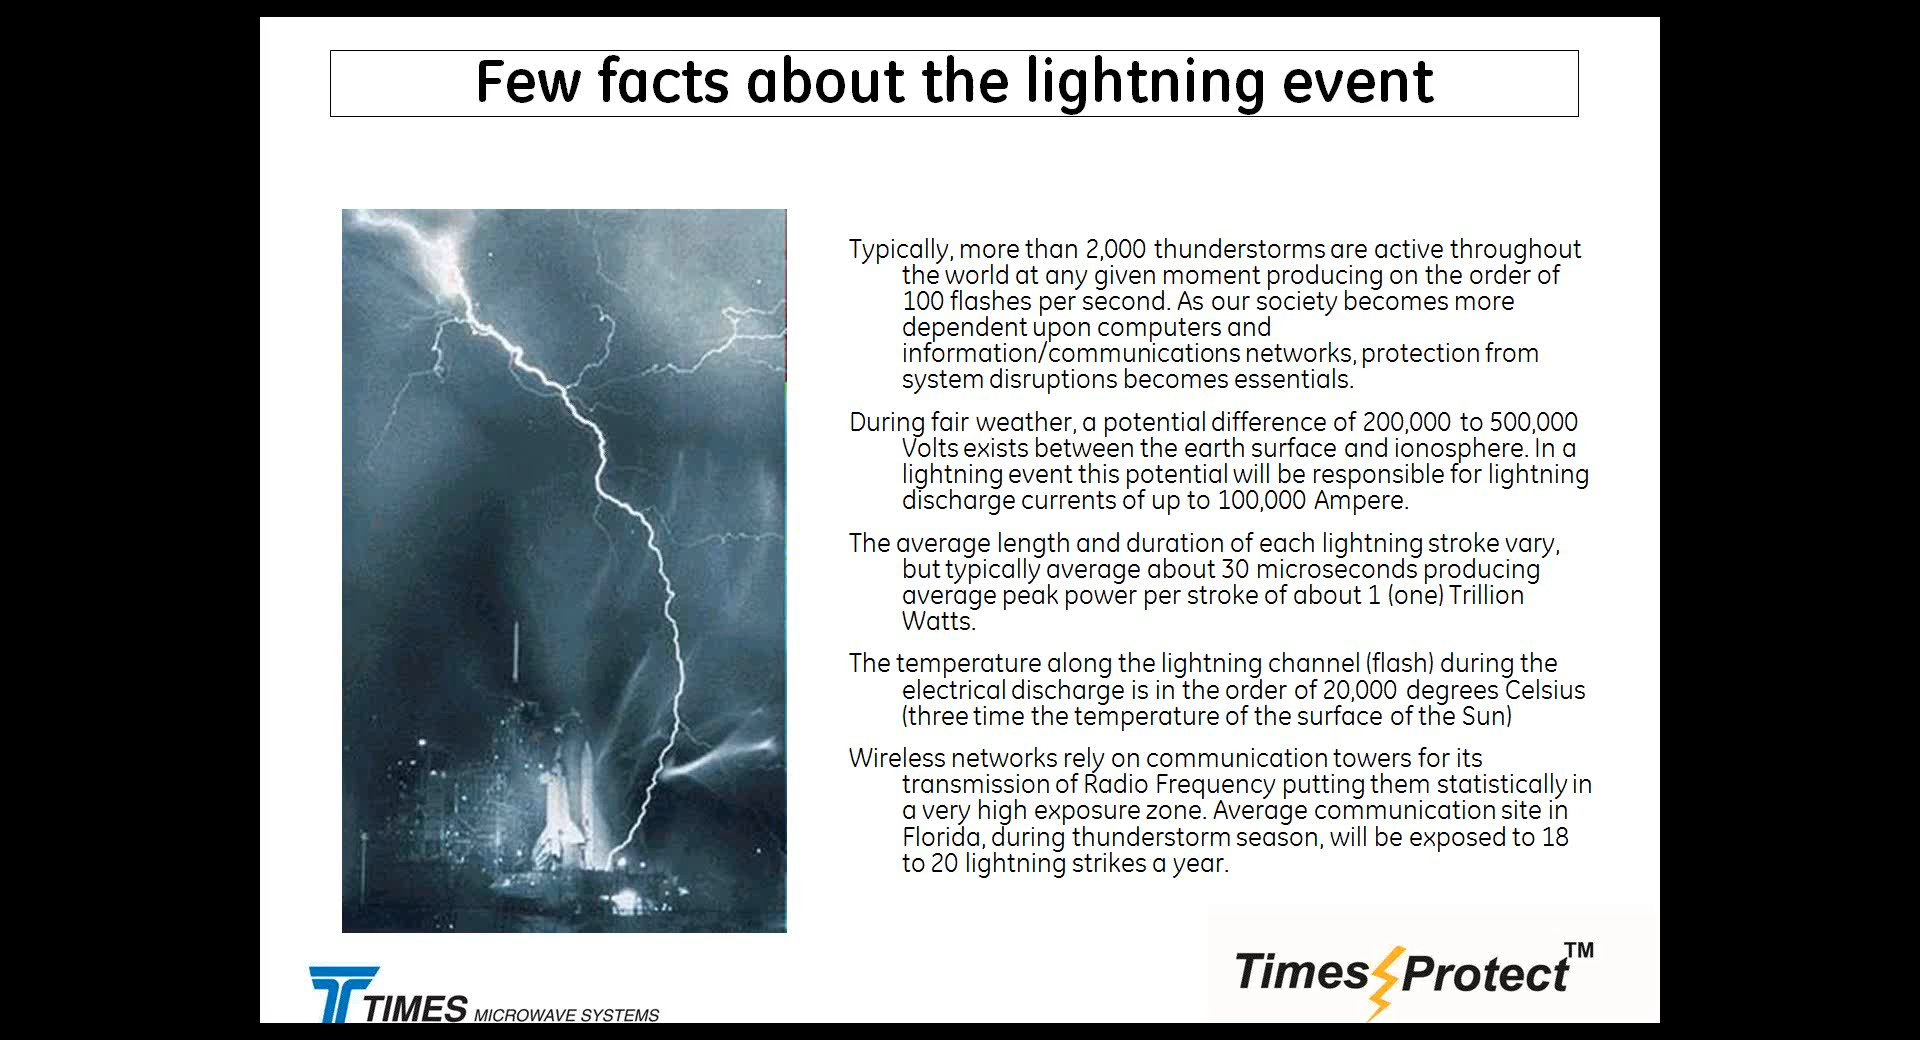 Few facts about the lightning event
Typically, more than 2,000 thunderstorms are active throughout
the world at any given moment producing on the order of
100 flashes per second. As our society becomes more
dependent upon computers and
information/communications networks, protection from
system disruptions becomes essentials.
During fair weather, a potential difference of 200,000 to 500,000
Volts exists between the earth surface and ionosphere. In a
lightning event this potential will be responsible for lightning
discharge currents of up to 100,000 Ampere.
The average length and duration of each lightning stroke vary,
but typically average about 30 microseconds producing
average peak power per stroke of about 1 (one) Trillion
Watts.
The temperature along the lightning channel (flash) during the
electrical discharge is in the order of 20,000 degrees Celsius
(three time the temperature of the surface of the Sun)
Wireless networks rely on communication towers for its
transmission of Radio Frequency putting them statistically in
a very high exposure zone. Average communication site in
Florida, during thunderstorm season, will be exposed to 18
to 20 lightning strikes a year.
TIMES MICROWAVE SYSTEMS
Times Protect™